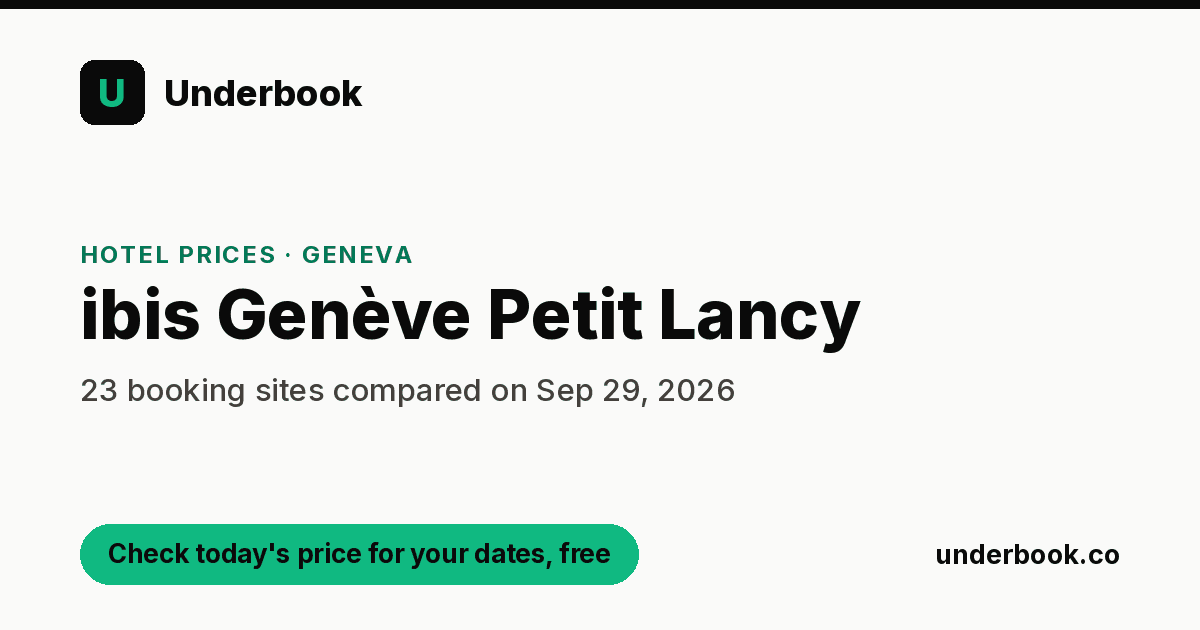 U Underbook
HOTEL PRICES · GENEVA
ibis Genève Petit Lancy
23 booking sites compared on Sep 29, 2026
Check today's price for your dates, free
underbook.co